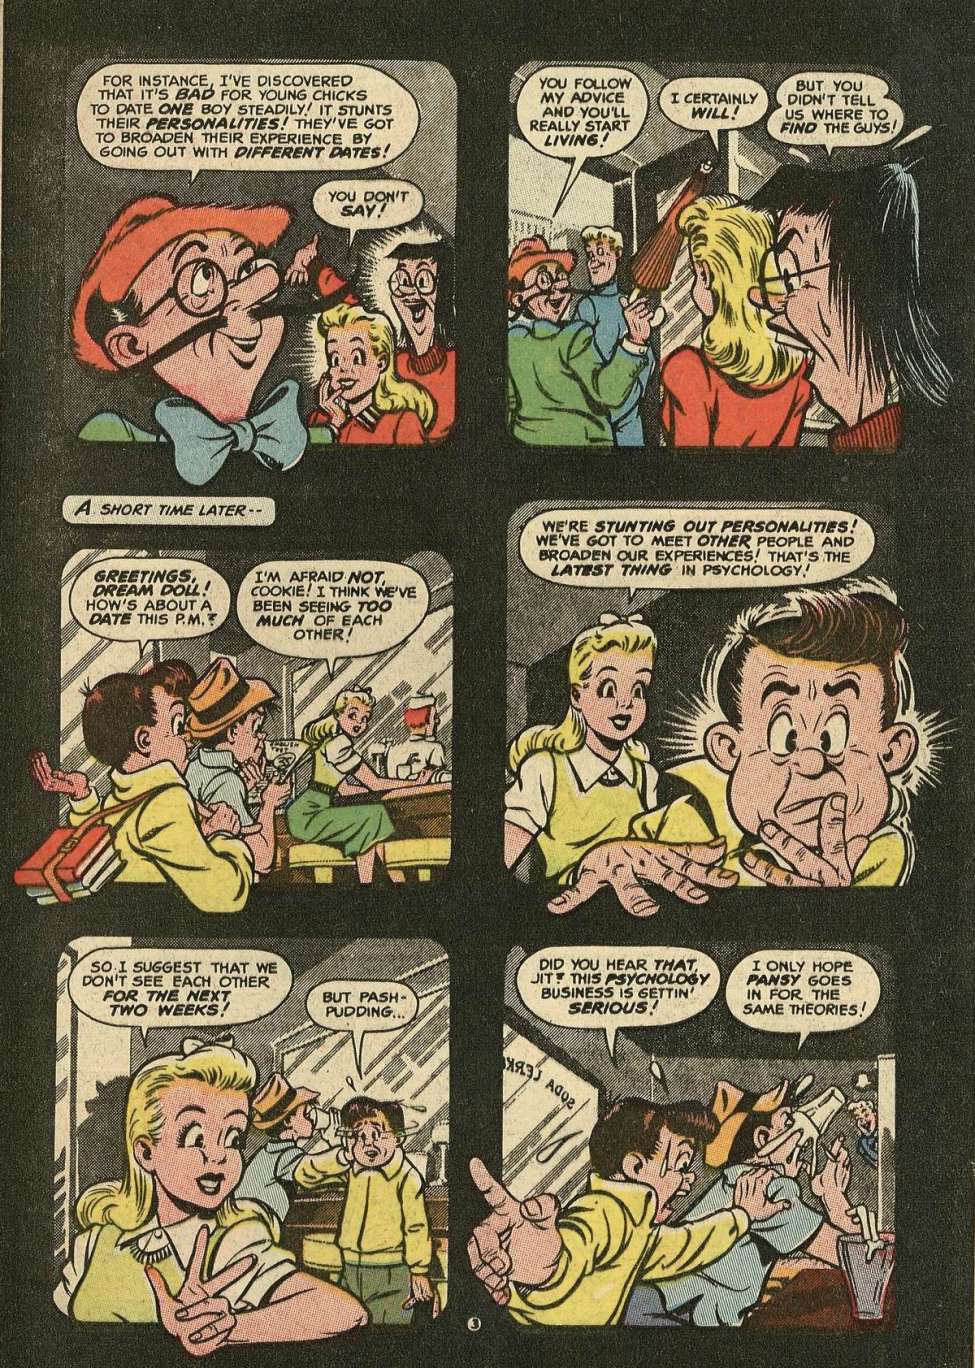 FOR INSTANCE, I'VE DISCOVERED
THAT IT'S BAD FOR YOUNG CHICKS
TO DATE ONE BOY STEADILY! IT STUNTS
THEIR PERSONALITIES! THEY'VE GOT
TO BROADEN THEIR EXPERIENCE BY
GOING OUT WITH DIFFERENT DATES!
YOU DON'T
SAY!
YOU FOLLOW
MY ADVICE
AND YOU'LL
REALLY START
LIVING!
I CERTAINLY
WILL!
BUT YOU
DIDN'T TELL
US WHERE TO
FIND THE GUYS!
A SHORT TIME LATER--
GREETINGS,
DREAM DOLL!
HOW'S ABOUT A
DATE THIS P.M.?
I'M AFRAID NOT,
COOKIE! I THINK WE'VE
BEEN SEEING TOO
MUCH OF EACH
OTHER!
WE'RE STUNTING OUT PERSONALITIES!
WE'VE GOT TO MEET OTHER PEOPLE AND
BROADEN OUR EXPERIENCES! THAT'S THE
LATEST THING IN PSYCHOLOGY!
SO I SUGGEST THAT WE
DON'T SEE EACH OTHER
FOR THE NEXT
TWO WEEKS!
BUT PASH-
PUDDING...
DID YOU HEAR THAT,
JIT? THIS PSYCHOLOGY
BUSINESS IS GETTIN'
SERIOUS!
I ONLY HOPE
PANSY GOES
IN FOR THE
SAME THEORIES!
SODA LERK
3